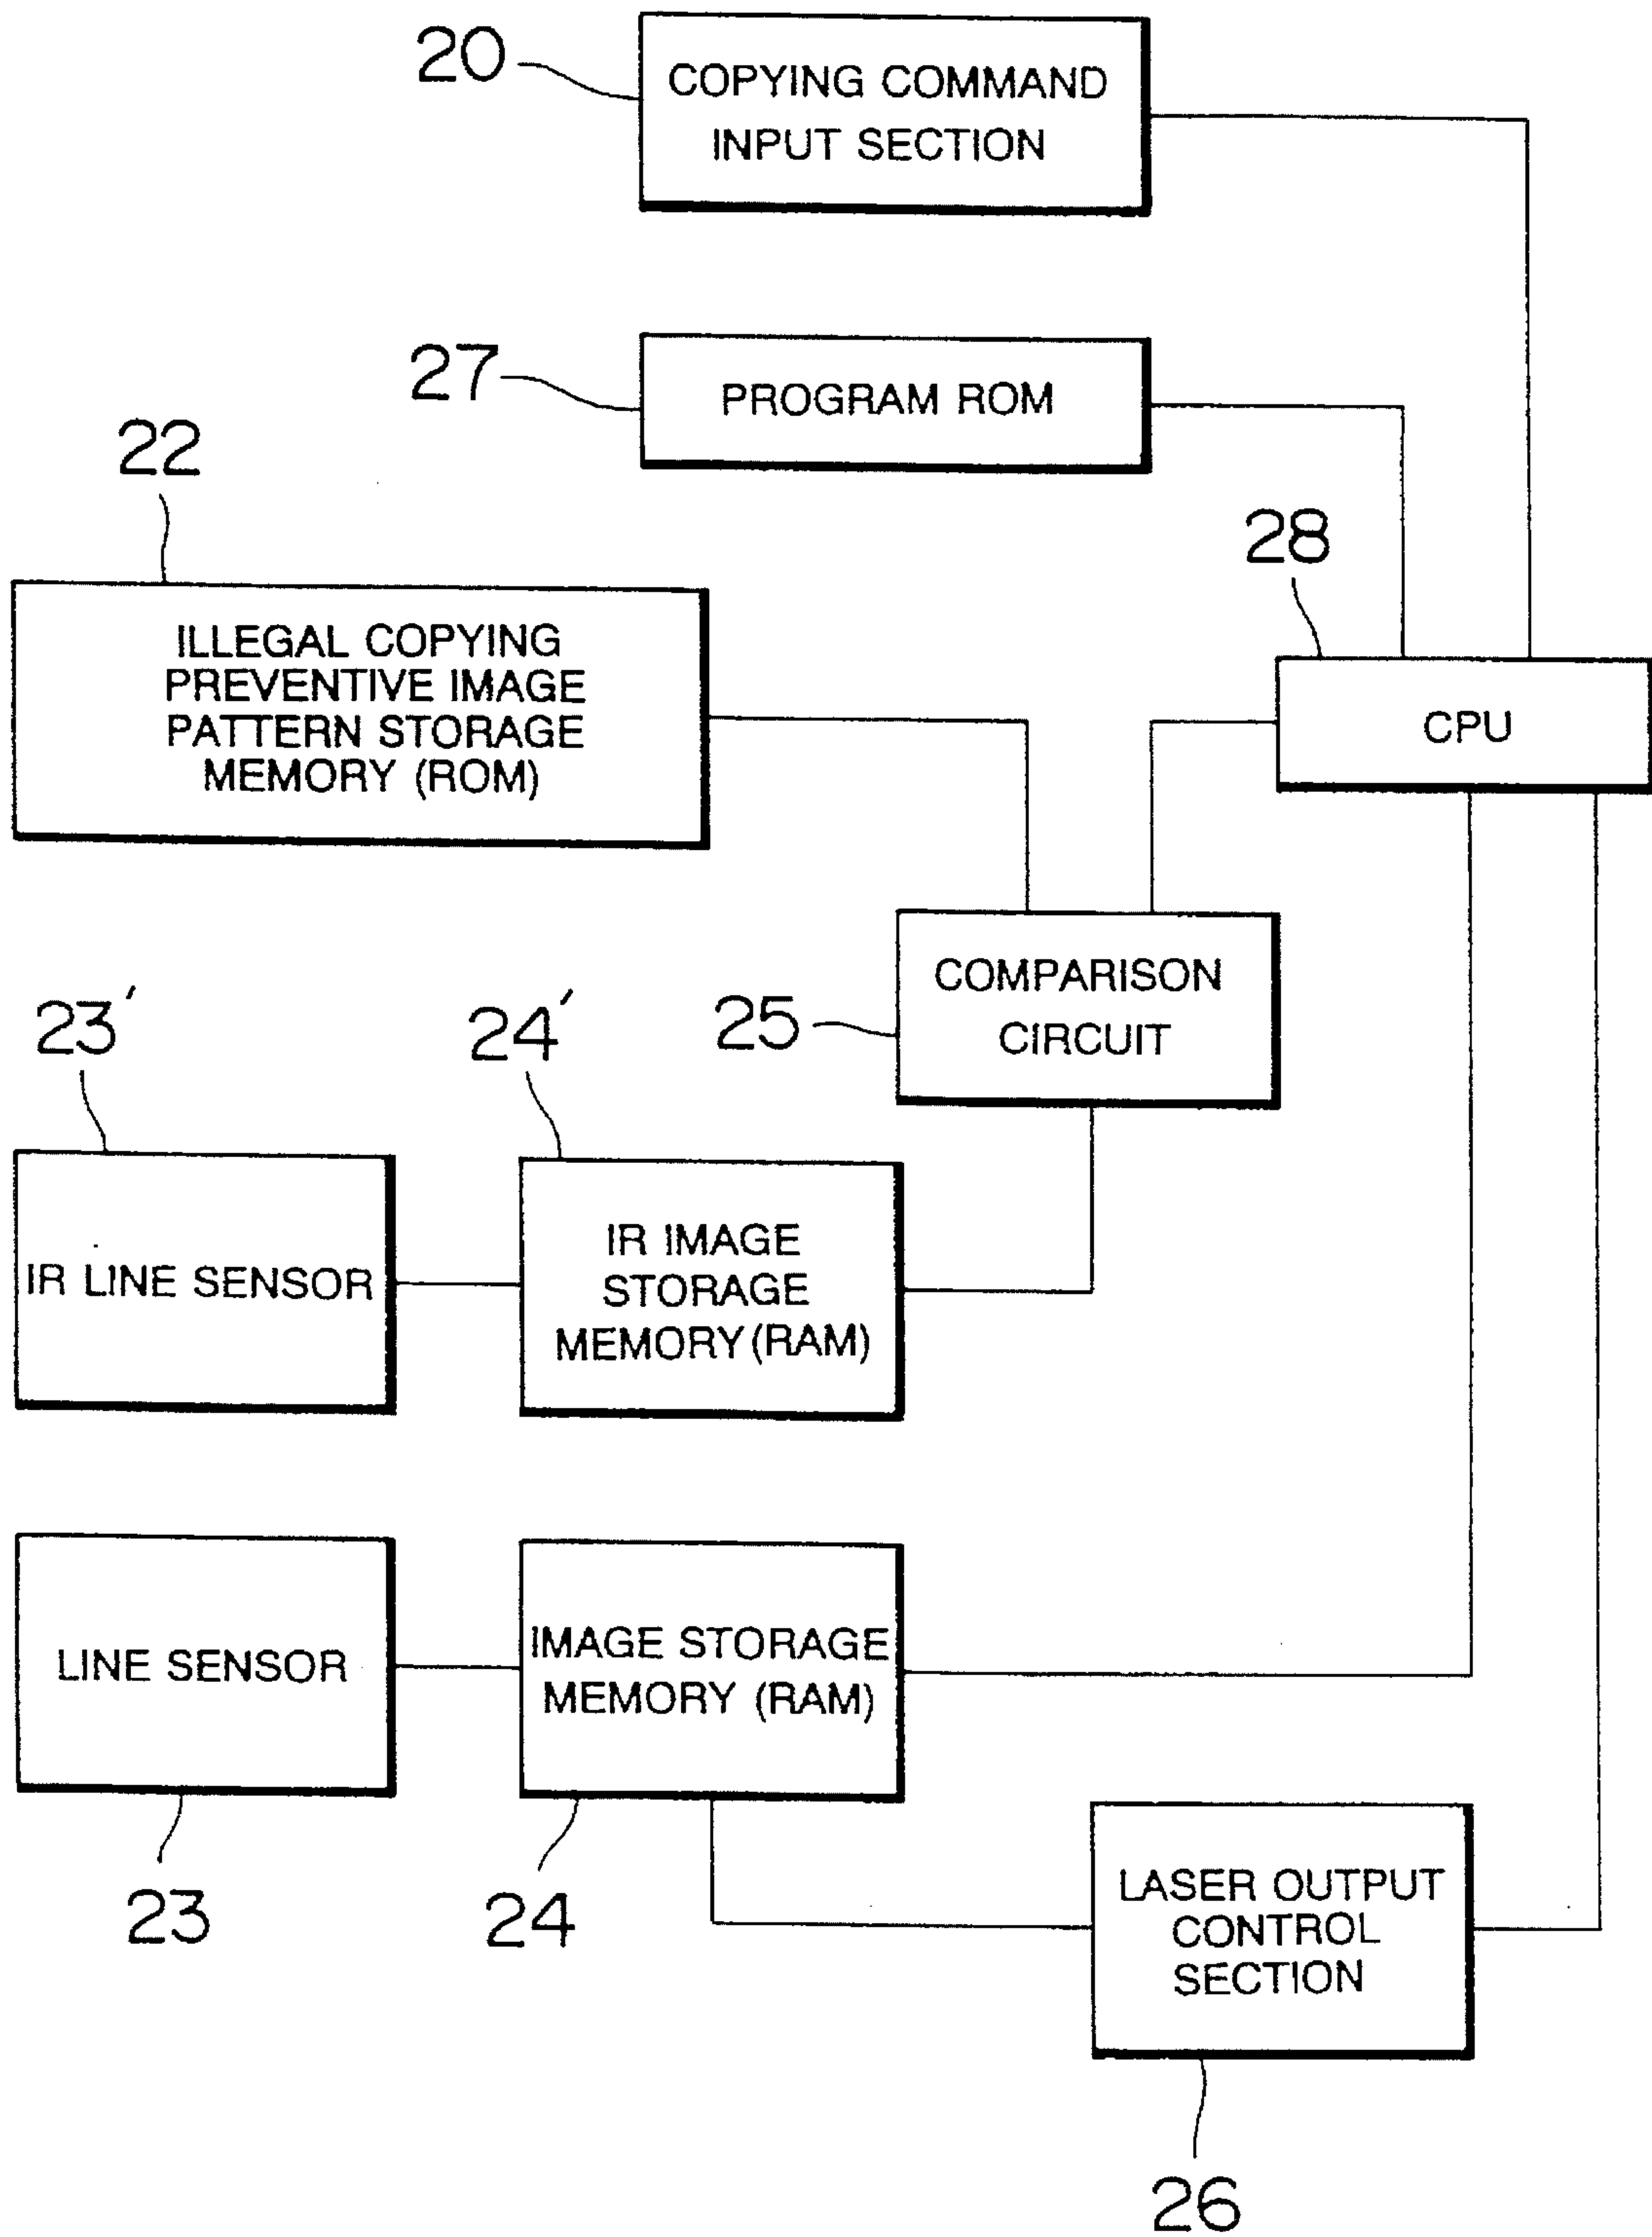 20
COPYING COMMAND
INPUT SECTION
27
PROGRAM ROM
22
28
ILLEGAL COPYING
PREVENTIVE IMAGE
PATTERN STORAGE
MEMORY (ROM)
CPU
23'
24'
25
COMPARISON
CIRCUIT
IR LINE SENSOR
IR IMAGE
STORAGE
MEMORY (RAM)
LINE SENSOR
IMAGE STORAGE
MEMORY (RAM)
23
24
LASER OUTPUT
CONTROL
SECTION
26